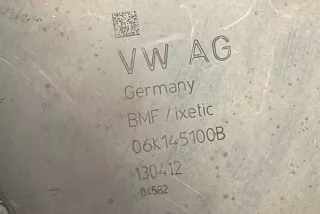 VW AG
Germany
BMF / ixetic
06K145100B
130412
04582